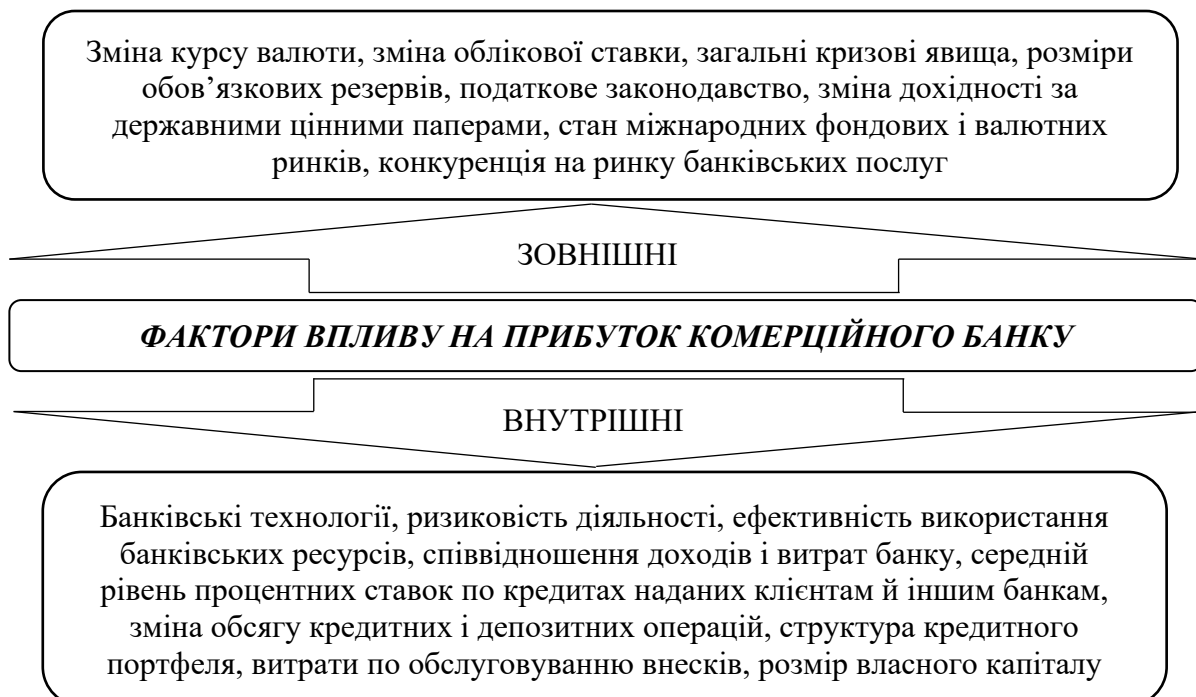 Зміна курсу валюти, зміна облікової ставки, загальні кризові явища, розміри
обов’язкових резервів, податкове законодавство, зміна дохідності за
державними цінними паперами, стан міжнародних фондових і валютних
ринків, конкуренція на ринку банківських послуг
ЗОВНІШНІ
ФАКТОРИ ВПЛИВУ НА ПРИБУТОК КОМЕРЦІЙНОГО БАНКУ
ВНУТРІШНІ
Банківські технології, ризиковість діяльності, ефективність використання
банківських ресурсів, співвідношення доходів і витрат банку, середній
рівень процентних ставок по кредитах наданих клієнтам й іншим банкам,
зміна обсягу кредитних і депозитних операцій, структура кредитного
портфеля, витрати по обслуговуванню внесків, розмір власного капіталу